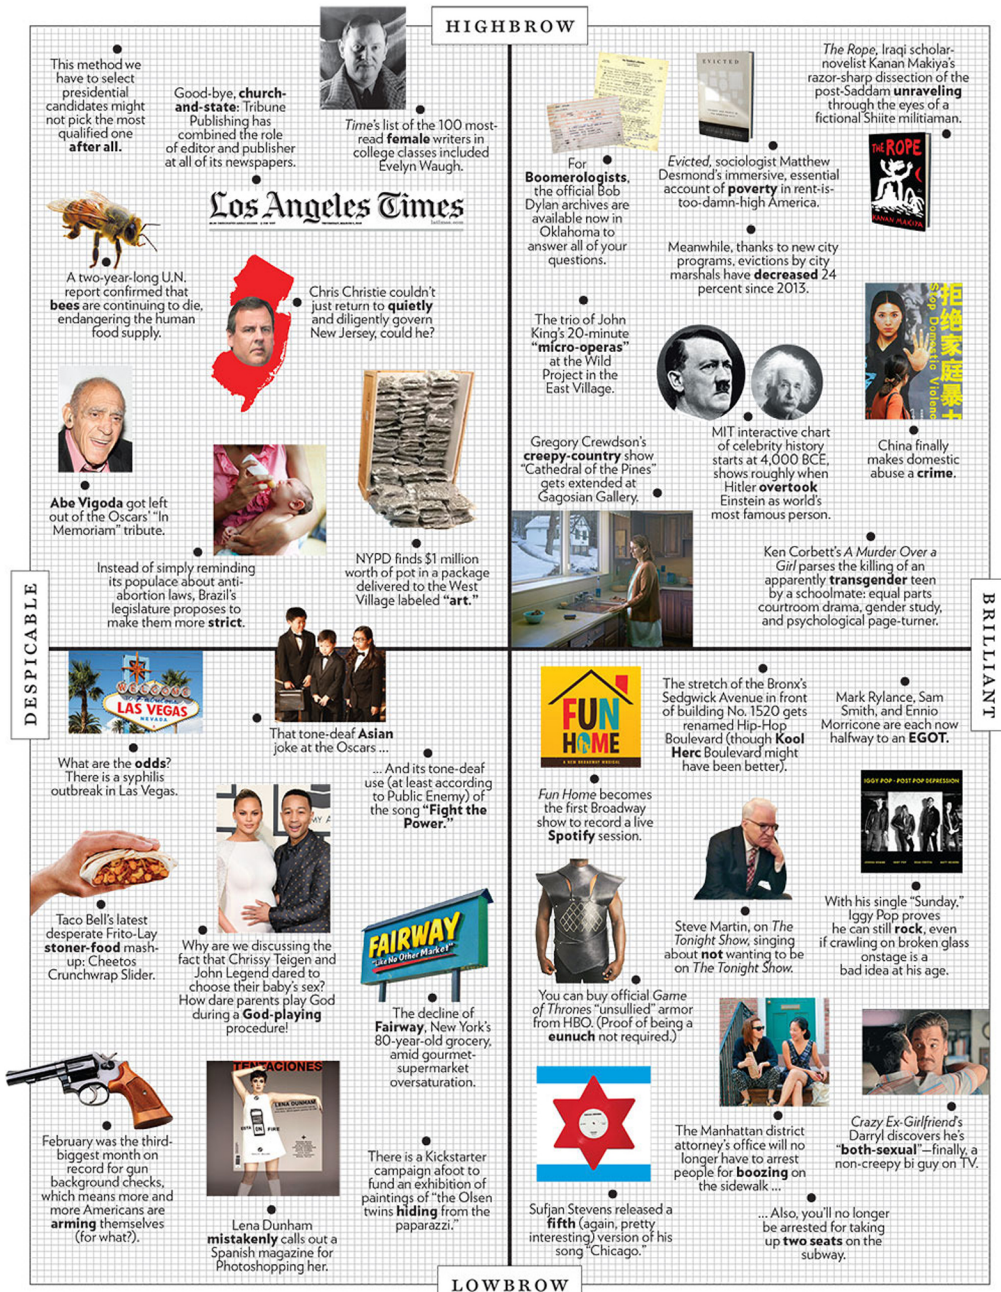 HIGHBROW
This method we
have to select
presidential
candidates might
not pick the most
qualified one
after all.
Good-bye, church-
and-state: Tribune
Publishing has
combined the role
of editor and publisher
at all of its newspapers.
Time's list of the 100 most-
read female writers in
college classes included
Evelyn Waugh.
Los Angeles Times
For
Boomerologists,
the official Bob
Dylan archives are
available now in
Oklahoma to
answer all of your
questions.
EVICTED
Evicted, sociologist Matthew
Desmond's immersive, essential
account of poverty in rent-is-
too-damn-high America.
The Rope, Iraqi scholar-
novelist Kanan Makiya's
razor-sharp dissection of the
post-Saddam unraveling
through the eyes of a
fictional Shiite militiaman.
THE ROPE
KANAN MAKIYA
Meanwhile, thanks to new city
programs, evictions by city
marshals have decreased 24
percent since 2013.
A two-year-long U.N.
report confirmed that
bees are continuing to die,
endangering the human
food supply.
Chris Christie couldn't
just return to quietly
and diligently govern
New Jersey, could he?
The trio of John
King's 20-minute
"micro-operas"
at the Wild
Project in the
East Village.
拒绝家庭暴力
Stop Domestic Violenc
China finally
makes domestic
abuse a crime.
MIT interactive chart
of celebrity history
starts at 4,000 BCE,
shows roughly when
Hitler overtook
Einstein as world's
most famous person.
Gregory Crewdson's
creepy-country show
"Cathedral of the Pines"
gets extended at
Gagosian Gallery.
Abe Vigoda got left
out of the Oscars' "In
Memoriam" tribute.
Instead of simply reminding
its populace about anti-
abortion laws, Brazil's
legislature proposes to
make them more strict.
NYPD finds $1 million
worth of pot in a package
delivered to the West
Village labeled "art."
Ken Corbett's A Murder Over a
Girl parses the killing of an
apparently transgender teen
by a schoolmate: equal parts
courtroom drama, gender study,
and psychological page-turner.
DESPICABLE
BRILLIANT
WELCOME
LAS VEGAS
NEVADA
What are the odds?
There is a syphilis
outbreak in Las Vegas.
That tone-deaf Asian
joke at the Oscars ...
... And its tone-deaf
use (at least according
to Public Enemy) of
the song "Fight the
Power."
FUN
HOME
A NEW BROADWAY MUSICAL
Fun Home becomes
the first Broadway
show to record a live
Spotify session.
The stretch of the Bronx's
Sedgwick Avenue in front
of building No. 1520 gets
renamed Hip-Hop
Boulevard (though Kool
Herc Boulevard might
have been better).
Mark Rylance, Sam
Smith, and Ennio
Morricone are each now
halfway to an EGOT.
IGGY POP · POST POP DEPRESSION
With his single "Sunday,"
Iggy Pop proves
he can still rock, even
if crawling on broken glass
onstage is a
bad idea at his age.
Steve Martin, on The
Tonight Show, singing
about not wanting to be
on The Tonight Show.
Taco Bell's latest
desperate Frito-Lay
stoner-food mash-
up: Cheetos
Crunchwrap Slider.
Why are we discussing the
fact that Chrissy Teigen and
John Legend dared to
choose their baby's sex?
How dare parents play God
during a God-playing
procedure!
FAIRWAY
"Like No Other Market"
The decline of
Fairway, New York's
80-year-old grocery,
amid gourmet-
supermarket
oversaturation.
You can buy official Game
of Thrones "unsullied" armor
from HBO. (Proof of being a
eunuch not required.)
February was the third-
biggest month on
record for gun
background checks,
which means more and
more Americans are
arming themselves
(for what?).
TENTACIONES
LENA DUNHAM
ESTÁ ON FIRE
Lena Dunham
mistakenly calls out a
Spanish magazine for
Photoshopping her.
There is a Kickstarter
campaign afoot to
fund an exhibition of
paintings of "the Olsen
twins hiding from the
paparazzi."
Sufjan Stevens released a
fifth (again, pretty
interesting) version of his
song "Chicago."
The Manhattan district
attorney's office will no
longer have to arrest
people for boozing on
the sidewalk ...
... Also, you'll no longer
be arrested for taking
up two seats on the
subway.
Crazy Ex-Girlfriend's
Darryl discovers he's
"both-sexual"—finally, a
non-creepy bi guy on TV.
LOWBROW